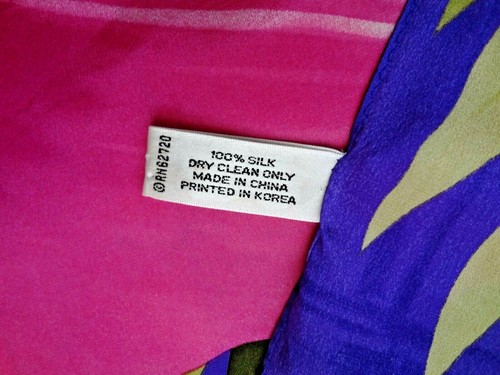 100% SILK
DRY CLEAN ONLY
MADE IN CHINA
PRINTED IN KOREA
©RN62720